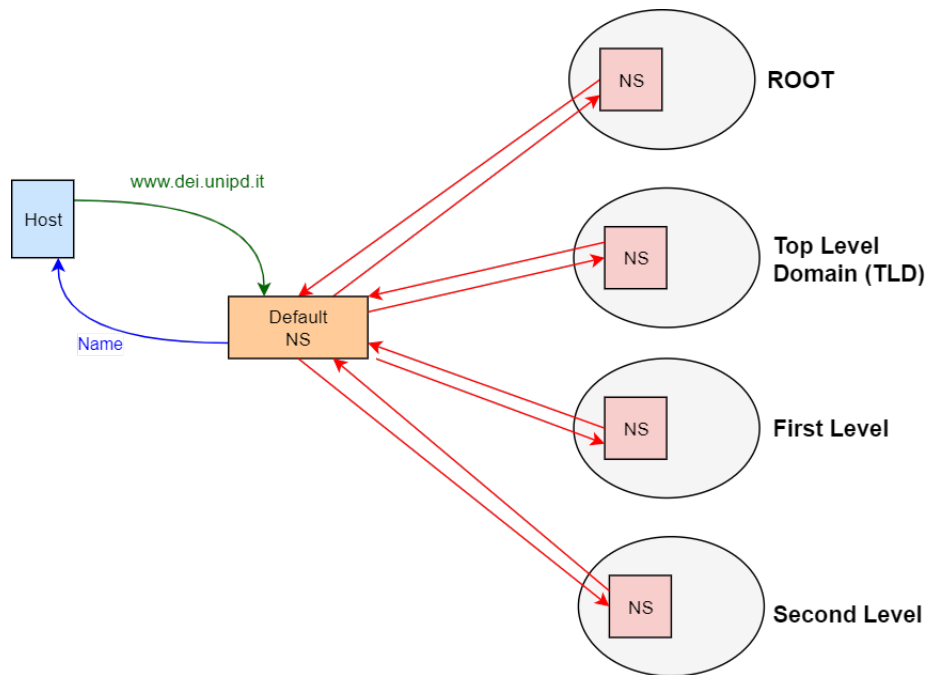 NS
ROOT
www.dei.unipd.it
Host
NS
Top Level
Domain (TLD)
Default
NS
Name
NS
First Level
NS
Second Level